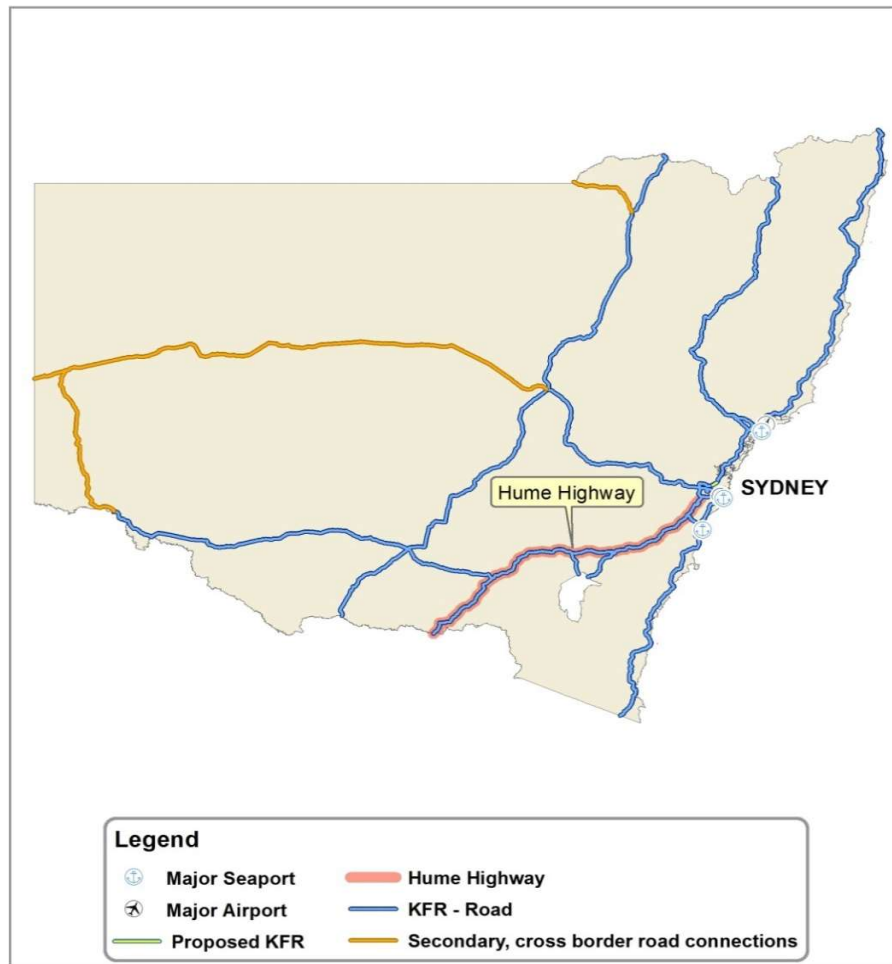 Hume Highway
SYDNEY
Legend
Major Seaport
Hume Highway
Major Airport
KFR - Road
Proposed KFR
Secondary, cross border road connections